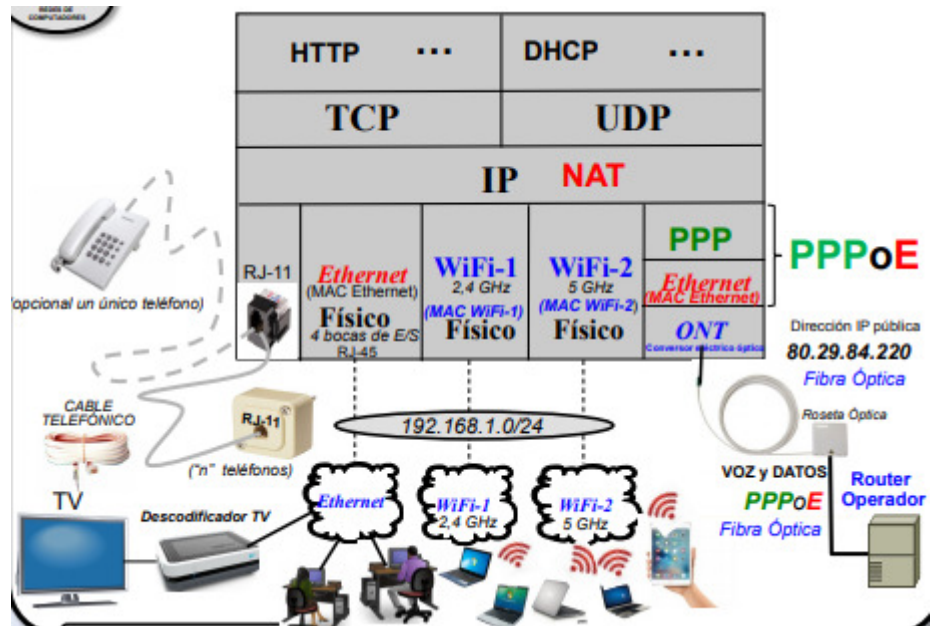 REDES DE
COMPUTADORES
HTTP ...
DHCP ...
TCP
UDP
IP NAT
RJ-11
Ethernet
(MAC Ethernet)
Físico
4 bocas de E/S
RJ-45
WiFi-1
2,4 GHz
(MAC WiFi-1)
Físico
WiFi-2
5 GHz
(MAC WiFi-2)
Físico
PPP
Ethernet
(MAC Ethernet)
ONT
Conversor eléctrico óptico
PPPoE
(opcional un único teléfono)
Dirección IP pública
80.29.84.220
Fibra Óptica
CABLE
TELEFÓNICO
RJ-11
("n" teléfonos)
192.168.1.0/24
Roseta Óptica
VOZ y DATOS
PPPoE
Fibra Óptica
Router
Operador
TV
Descodificador TV
Ethernet
WiFi-1
2,4 GHz
WiFi-2
5 GHz